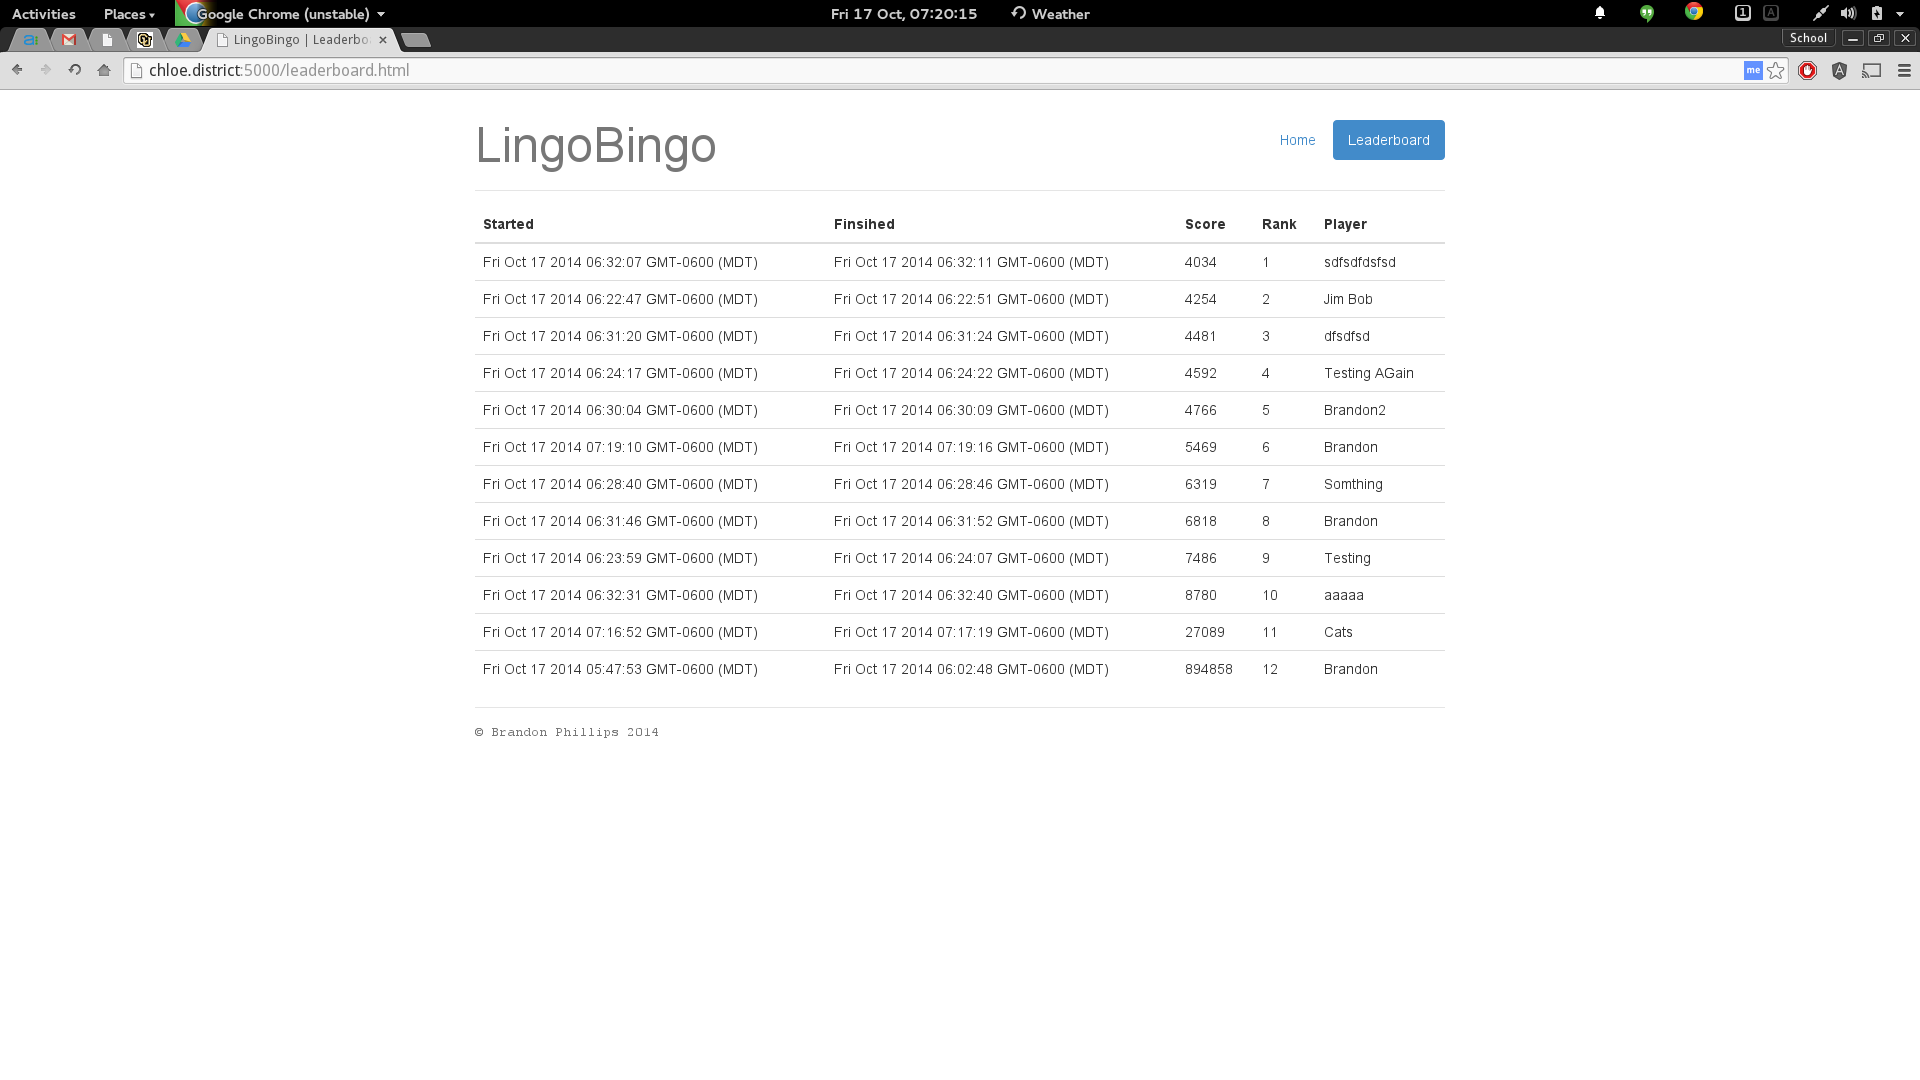 Activities Places Google Chrome (unstable) Fri 17 Oct, 07:20:15 Weather 1 A
LingoBingo | Leaderbo School
chloe.district:5000/leaderboard.html me
LingoBingo Home Leaderboard
Started Finsihed Score Rank Player
Fri Oct 17 2014 06:32:07 GMT-0600 (MDT) Fri Oct 17 2014 06:32:11 GMT-0600 (MDT) 4034 1 sdfsdfdsfsd
Fri Oct 17 2014 06:22:47 GMT-0600 (MDT) Fri Oct 17 2014 06:22:51 GMT-0600 (MDT) 4254 2 Jim Bob
Fri Oct 17 2014 06:31:20 GMT-0600 (MDT) Fri Oct 17 2014 06:31:24 GMT-0600 (MDT) 4481 3 dfsdfsd
Fri Oct 17 2014 06:24:17 GMT-0600 (MDT) Fri Oct 17 2014 06:24:22 GMT-0600 (MDT) 4592 4 Testing AGain
Fri Oct 17 2014 06:30:04 GMT-0600 (MDT) Fri Oct 17 2014 06:30:09 GMT-0600 (MDT) 4766 5 Brandon2
Fri Oct 17 2014 07:19:10 GMT-0600 (MDT) Fri Oct 17 2014 07:19:16 GMT-0600 (MDT) 5469 6 Brandon
Fri Oct 17 2014 06:28:40 GMT-0600 (MDT) Fri Oct 17 2014 06:28:46 GMT-0600 (MDT) 6319 7 Somthing
Fri Oct 17 2014 06:31:46 GMT-0600 (MDT) Fri Oct 17 2014 06:31:52 GMT-0600 (MDT) 6818 8 Brandon
Fri Oct 17 2014 06:23:59 GMT-0600 (MDT) Fri Oct 17 2014 06:24:07 GMT-0600 (MDT) 7486 9 Testing
Fri Oct 17 2014 06:32:31 GMT-0600 (MDT) Fri Oct 17 2014 06:32:40 GMT-0600 (MDT) 8780 10 aaaaa
Fri Oct 17 2014 07:16:52 GMT-0600 (MDT) Fri Oct 17 2014 07:17:19 GMT-0600 (MDT) 27089 11 Cats
Fri Oct 17 2014 05:47:53 GMT-0600 (MDT) Fri Oct 17 2014 06:02:48 GMT-0600 (MDT) 894858 12 Brandon
© Brandon Phillips 2014